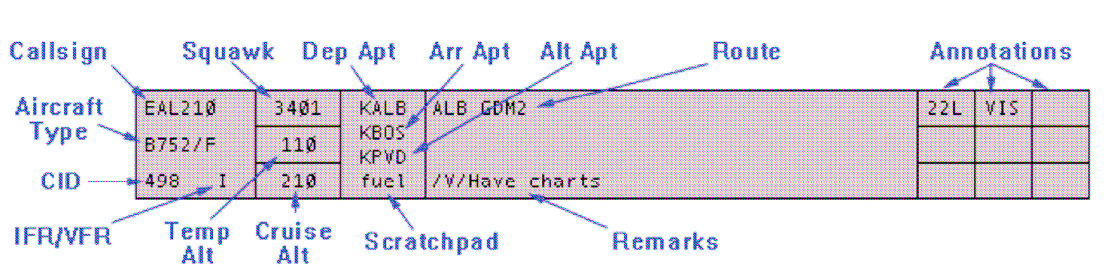 Callsign Squawk Dep Apt Arr Apt Alt Apt Route Annotations
EAL210 3401 KALB ALB GDM2 22L VIS
Aircraft Type
KBOS
B752/F 110
KPVD
CID 498 I 210 fuel /V/Have charts
IFR/VFR Temp Alt Cruise Alt Scratchpad Remarks